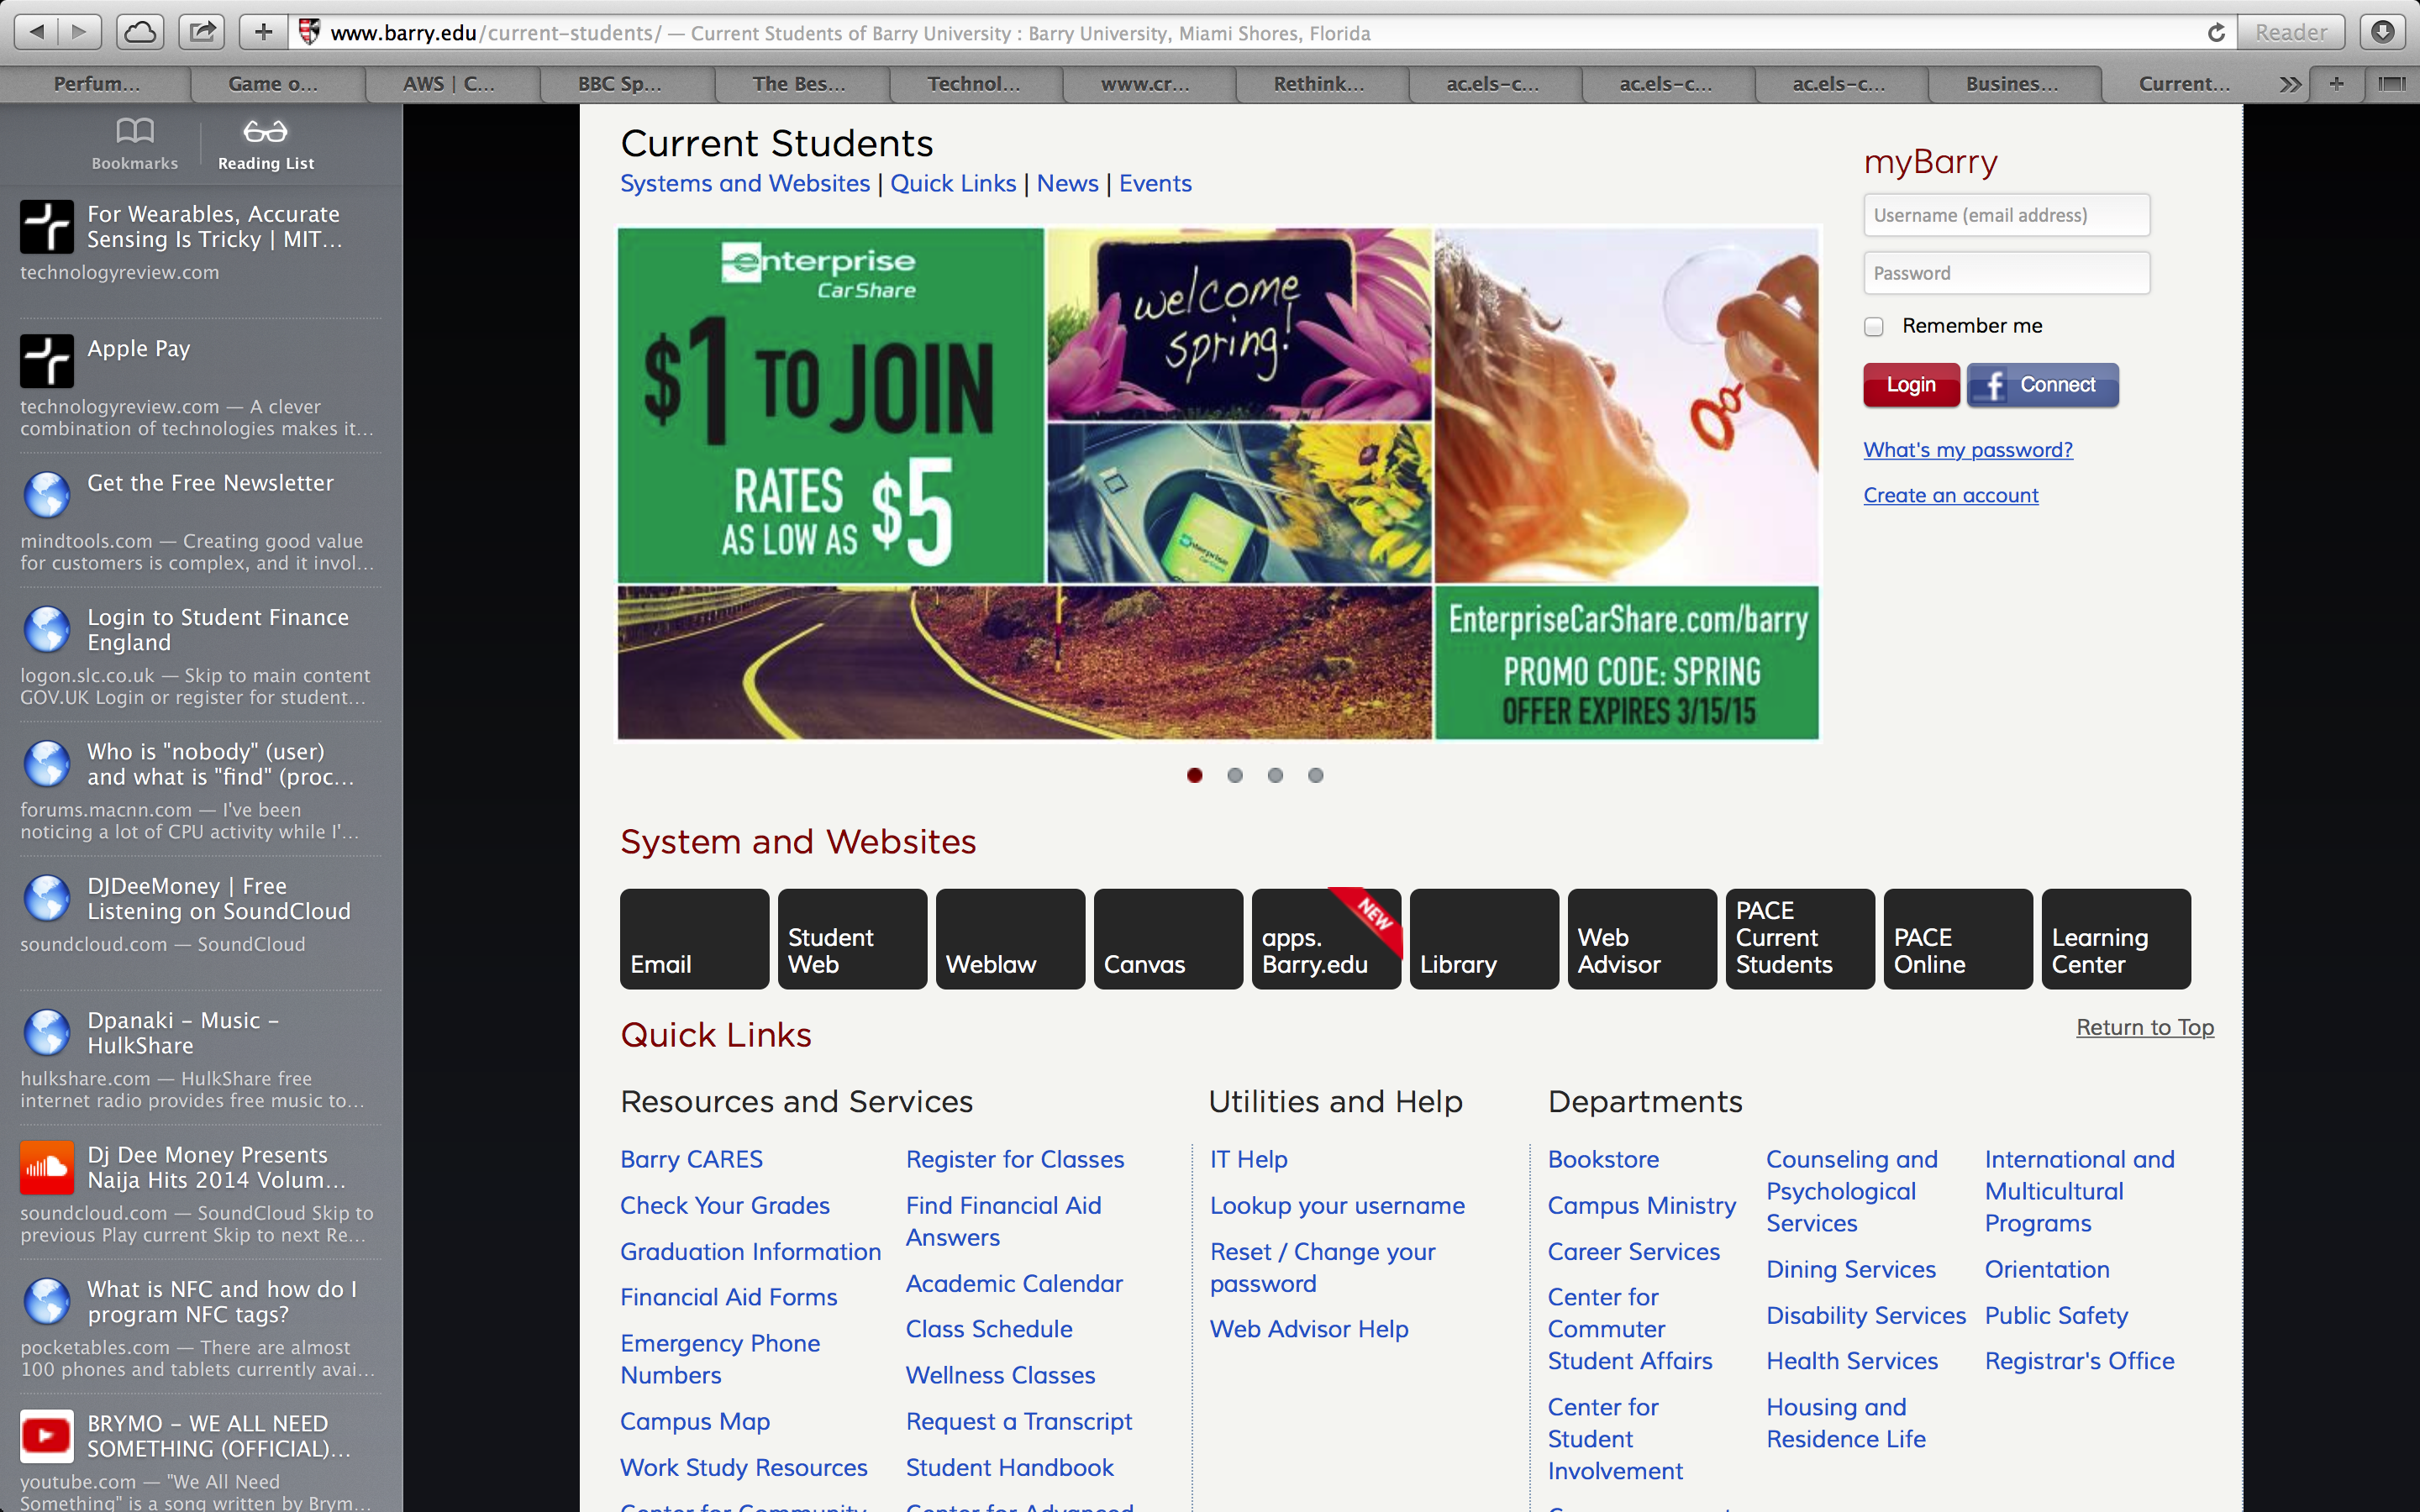 www.barry.edu/current-students/ — Current Students of Barry University : Barry University, Miami Shores, Florida
Reader
Perfum...
Game o...
AWS | C...
BBC Sp...
The Bes...
Technol...
www.cr...
Rethink...
ac.els-c...
ac.els-c...
ac.els-c...
Busines...
Current...
Bookmarks
Reading List
For Wearables, Accurate
Sensing Is Tricky | MIT...
technologyreview.com
Apple Pay
technologyreview.com — A clever
combination of technologies makes it...
Get the Free Newsletter
mindtools.com — Creating good value
for customers is complex, and it invol...
Login to Student Finance
England
logon.slc.co.uk — Skip to main content
GOV.UK Login or register for student...
Who is "nobody" (user)
and what is "find" (proc...
forums.macnn.com — I've been
noticing a lot of CPU activity while I'...
DJDeeMoney | Free
Listening on SoundCloud
soundcloud.com — SoundCloud
Dpanaki – Music –
HulkShare
hulkshare.com — HulkShare free
internet radio provides free music to...
Dj Dee Money Presents
Naija Hits 2014 Volum...
soundcloud.com — SoundCloud Skip to
previous Play current Skip to next Re...
What is NFC and how do I
program NFC tags?
pocketables.com — There are almost
100 phones and tablets currently avai...
BRYMO – WE ALL NEED
SOMETHING (OFFICIAL)...
youtube.com — "We All Need
Something" is a song written by Brym...
Current Students
Systems and Websites | Quick Links | News | Events
enterprise
CarShare
$1 TO JOIN
RATES
AS LOW AS $5
welcome
spring!
enterprise
CarShare
EnterpriseCarShare.com/barry
PROMO CODE: SPRING
OFFER EXPIRES 3/15/15
myBarry
Username (email address)
Password
Remember me
Login
f Connect
What's my password?
Create an account
System and Websites
Email
Student
Web
Weblaw
Canvas
apps.
Barry.edu
NEW
Library
Web
Advisor
PACE
Current
Students
PACE
Online
Learning
Center
Quick Links
Return to Top
Resources and Services
Barry CARES
Check Your Grades
Graduation Information
Financial Aid Forms
Emergency Phone
Numbers
Campus Map
Work Study Resources
Center for Community
Register for Classes
Find Financial Aid
Answers
Academic Calendar
Class Schedule
Wellness Classes
Request a Transcript
Student Handbook
Center for Advanced
Utilities and Help
IT Help
Lookup your username
Reset / Change your
password
Web Advisor Help
Departments
Bookstore
Campus Ministry
Career Services
Center for
Commuter
Student Affairs
Center for
Student
Involvement
Counseling and
Psychological
Services
Dining Services
Disability Services
Health Services
Housing and
Residence Life
International and
Multicultural
Programs
Orientation
Public Safety
Registrar's Office